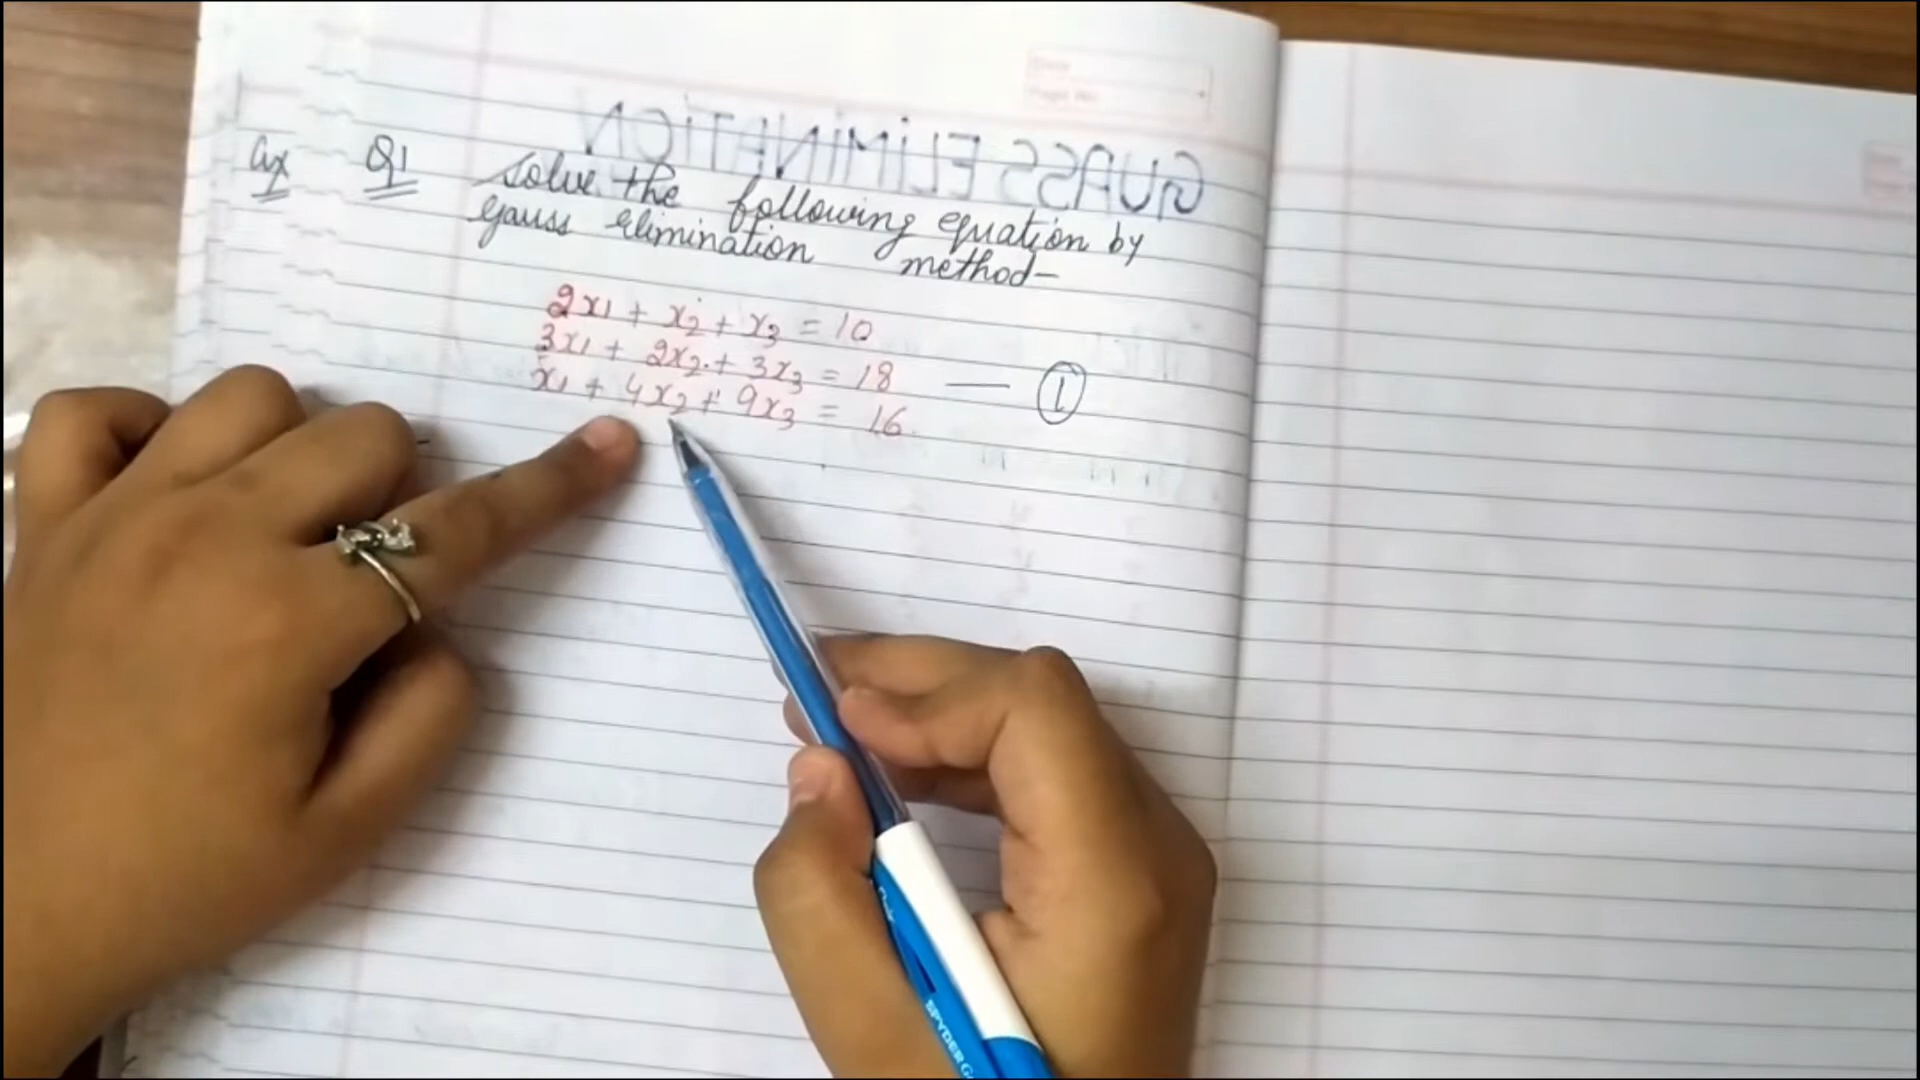 GUASS ELIMINATION
Q1 Solve the following equation by
gauss elimination method-
2x1 + x2 + x3 = 10
3x1 + 2x2 + 3x3 = 18 — 1
x1 + 4x2 + 9x3 = 16
SPYDER